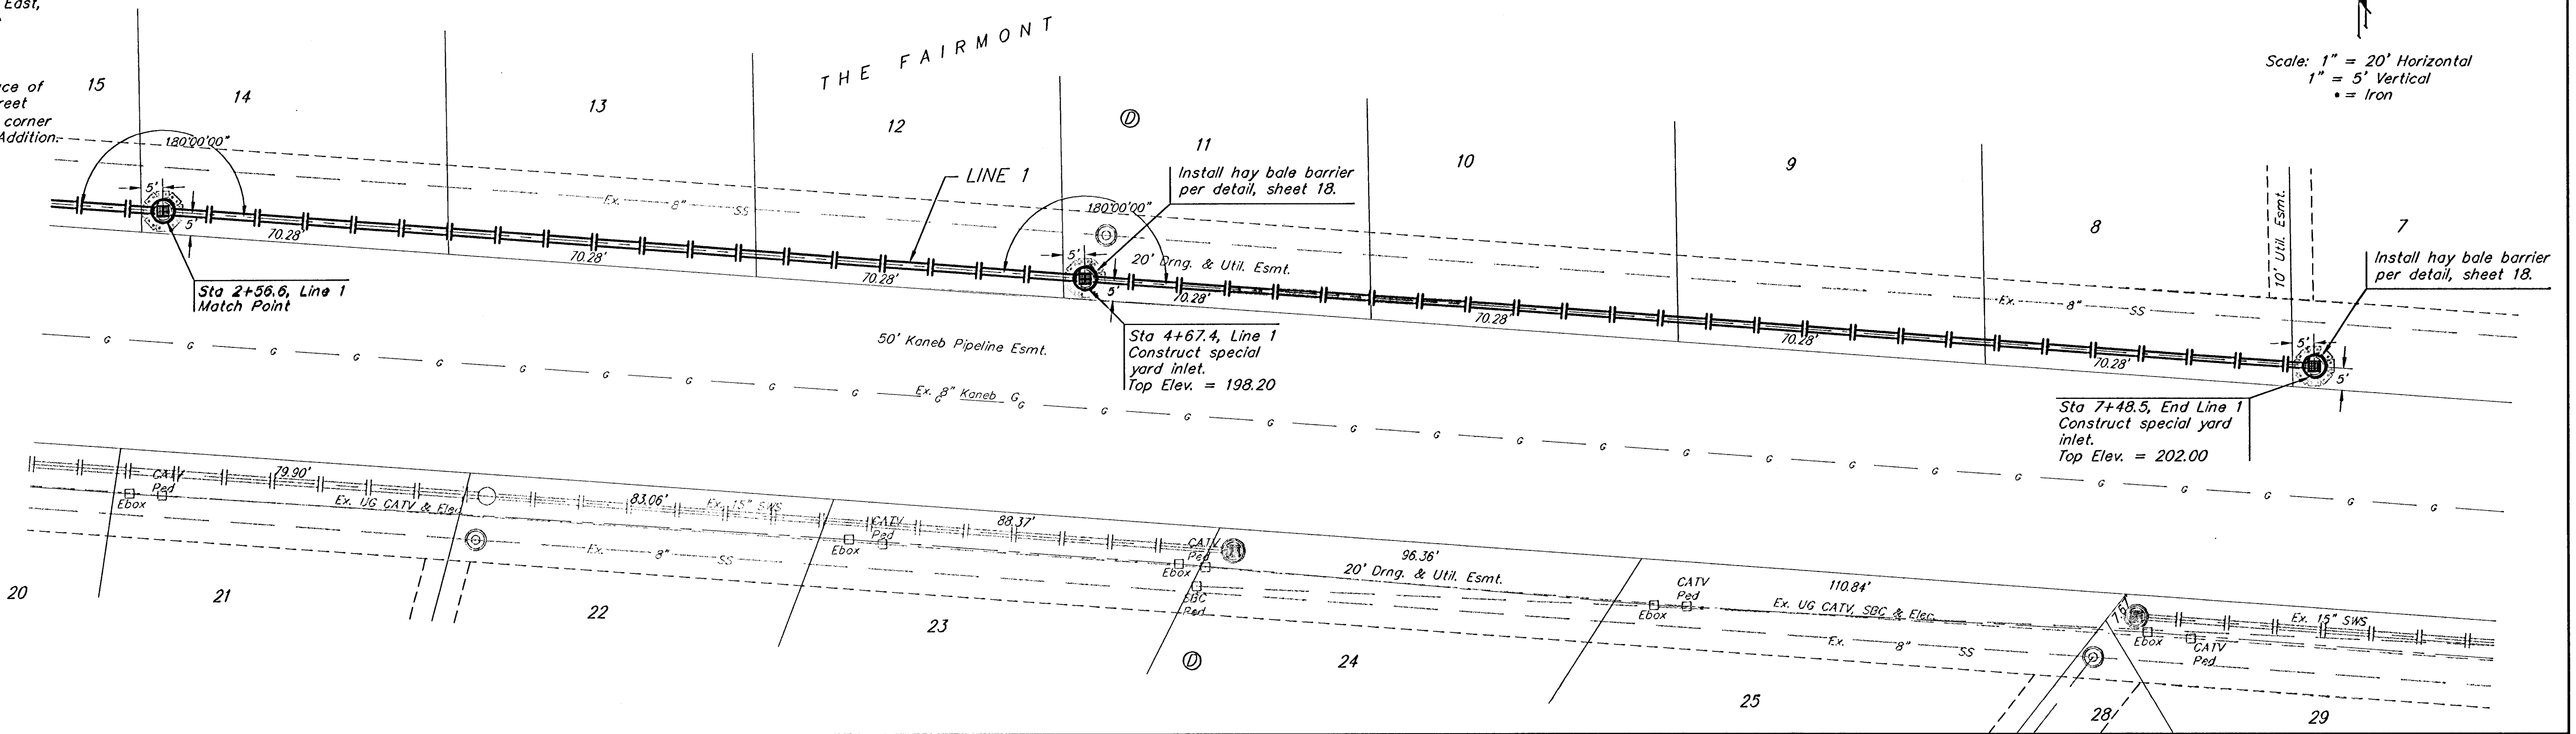 East,
ce of
reet
corner
Addition.
THE FAIRMONT
Scale: 1" = 20' Horizontal
1" = 5' Vertical
• = Iron
15
14
13
12
Ⓓ
11
10
9
8
7
180°00'00"
5'
5'
70.28'
Sta 2+56.6, Line 1
Match Point
Ex. 8" SS
70.28'
LINE 1
70.28'
180°00'00"
Install hay bale barrier
per detail, sheet 18.
5'
20' Drng. & Util. Esmt.
5'
70.28'
Sta 4+67.4, Line 1
Construct special
yard inlet.
Top Elev. = 198.20
70.28'
70.28'
70.28'
Ex. 8" SS
10' Util. Esmt.
Install hay bale barrier
per detail, sheet 18.
5'
5'
Sta 7+48.5, End Line 1
Construct special yard
inlet.
Top Elev. = 202.00
50' Kaneb Pipeline Esmt.
G G G G G G G G G G
Ex. 8" Kaneb G
G G G G G G G G G G G G G G G G G G
79.90'
CATV
Ped
Ebox
Ex. UG CATV & Elec
83.06'
Ex. 15" SWS
Ex. 8" SS
CATV
Ped
Ebox
88.37'
CATV
Ped
Ebox
SBC
Ped
96.36'
20' Drng. & Util. Esmt.
CATV
Ped
Ebox
110.84'
Ex. UG CATV, SBC & Elec
Ex. 8" SS
7.67'
Ebox
CATV
Ped
Ex. 15" SWS
20
21
22
23
Ⓓ
24
25
28
29